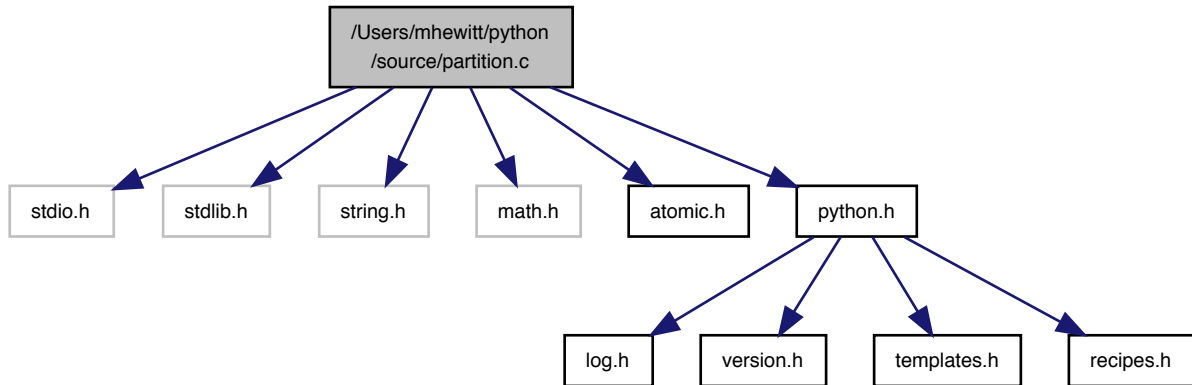 /Users/mhewitt/python
/source/partition.c
stdio.h
stdlib.h
string.h
math.h
atomic.h
python.h
log.h
version.h
templates.h
recipes.h